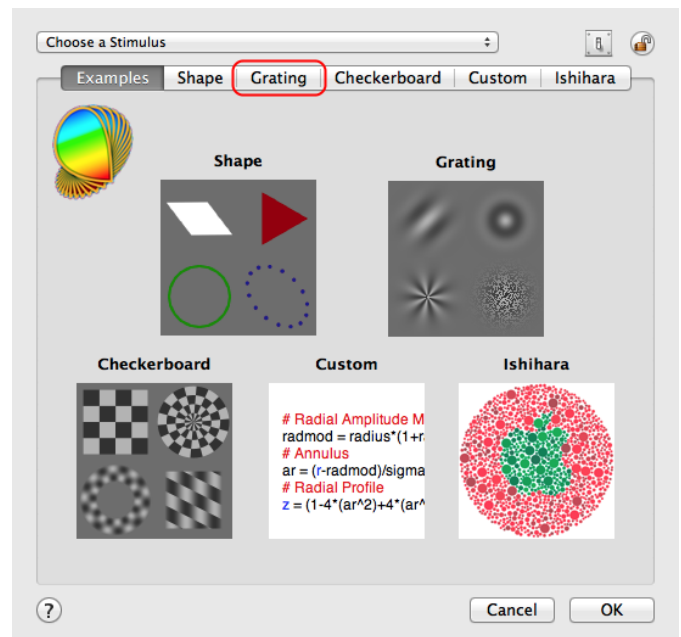 Choose a Stimulus
Examples Shape Grating Checkerboard Custom Ishihara
Shape Grating
Checkerboard Custom Ishihara
# Radial Amplitude M
radmod = radius*(1+r
# Annulus
ar = (r-radmod)/sigma
# Radial Profile
z = (1-4*(ar^2)+4*(ar^
? Cancel OK